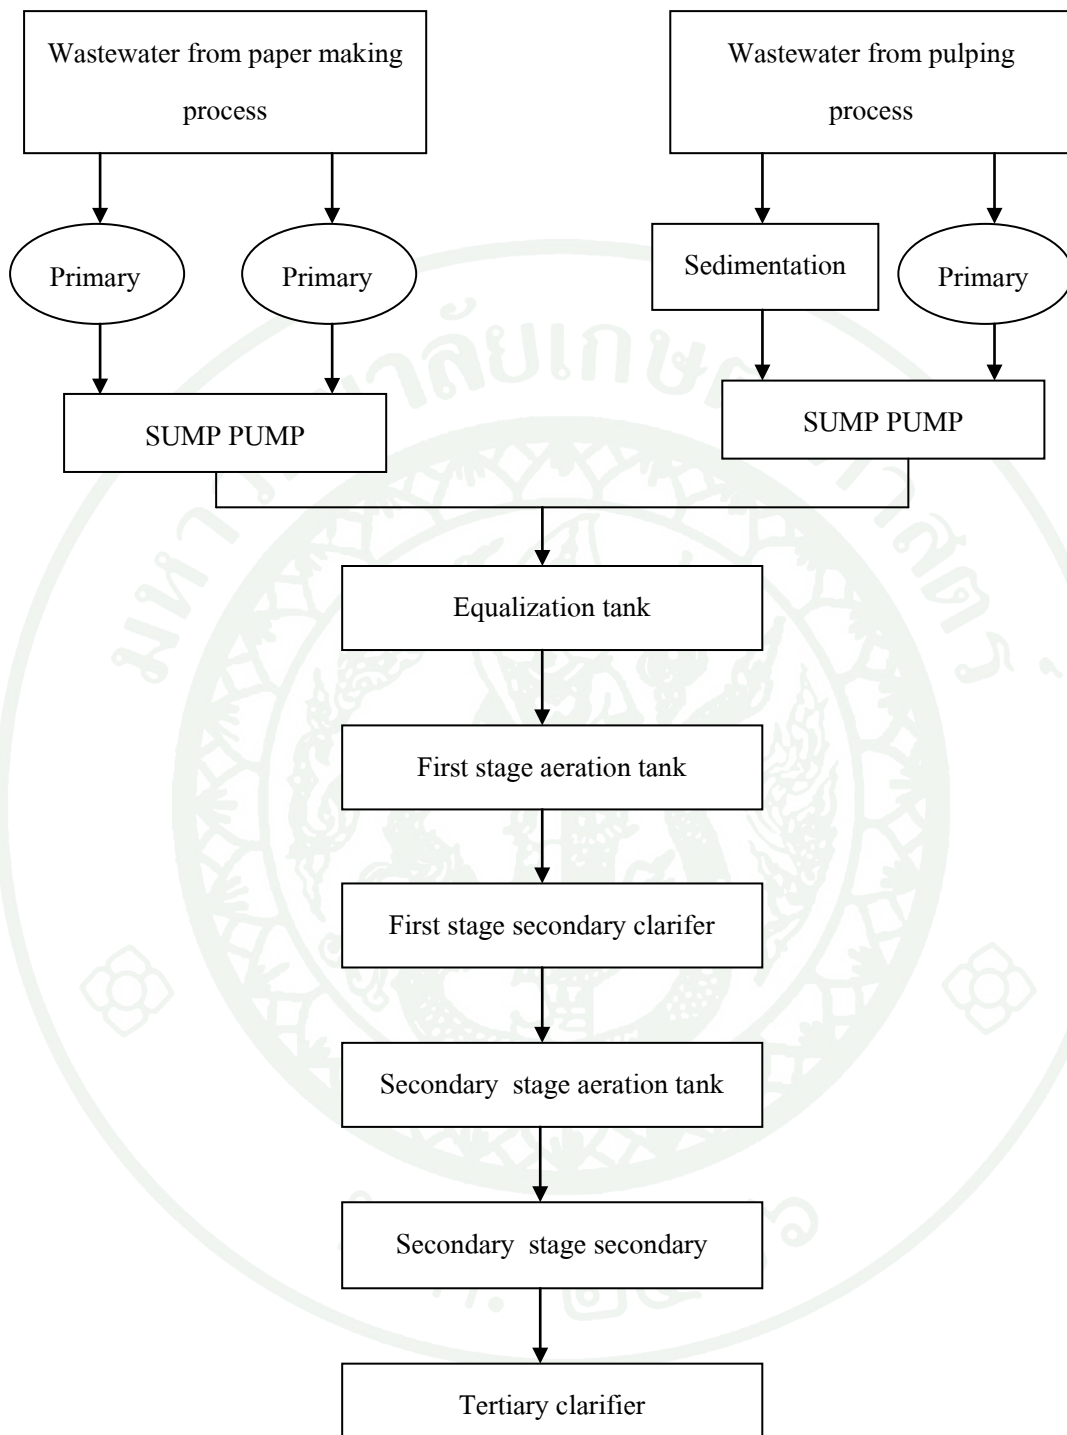 Wastewater from paper making
process
Wastewater from pulping
process
Primary
Primary
Sedimentation
Primary
SUMP PUMP
SUMP PUMP
Equalization tank
First stage aeration tank
First stage secondary clarifer
Secondary stage aeration tank
Secondary stage secondary
Tertiary clarifier